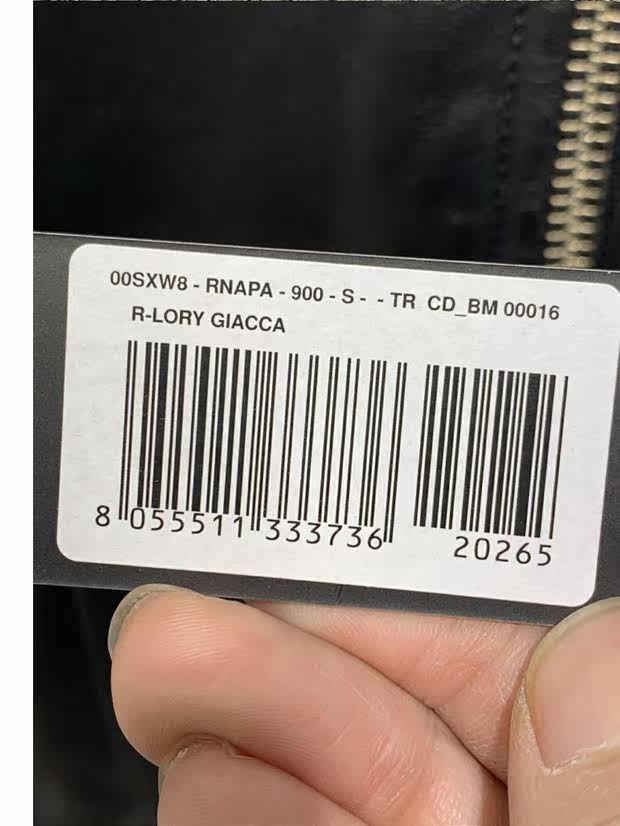 00SXW8 - RNAPA - 900 - S - - TR CD_BM 00016
R-LORY GIACCA
8 055511 333736 20265